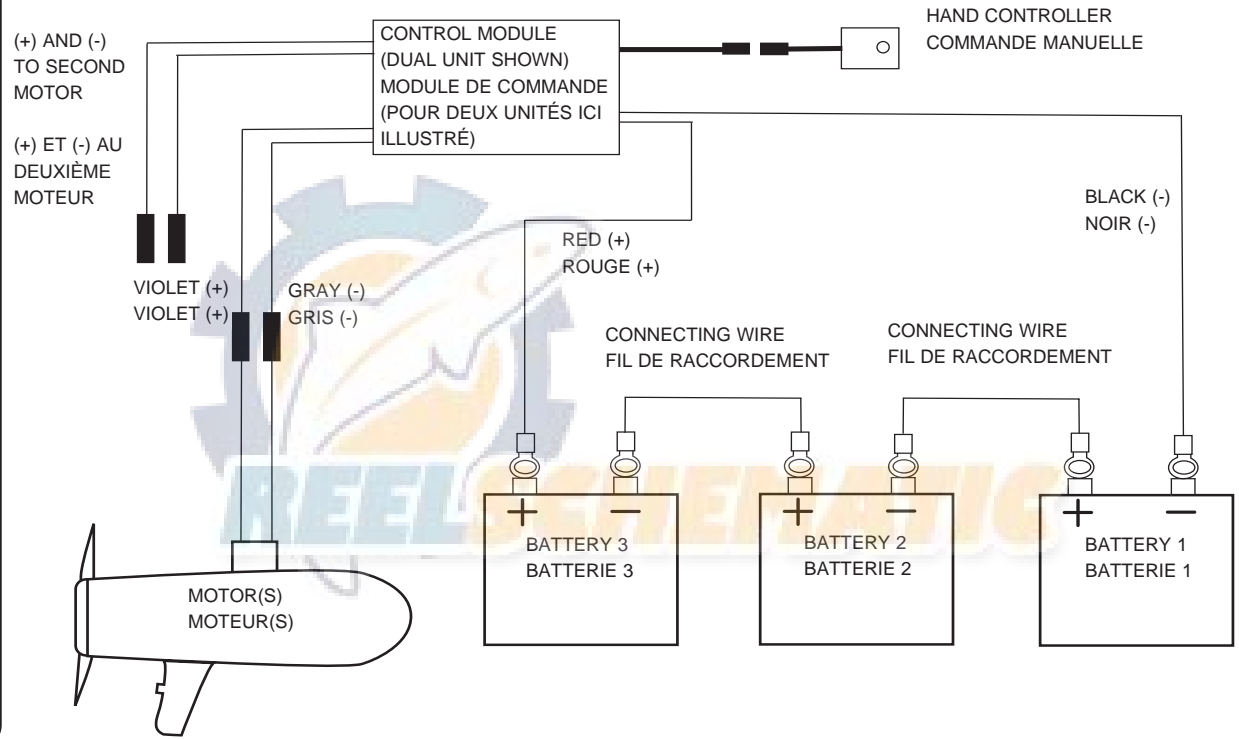 (+) AND (-)
TO SECOND
MOTOR
(+) ET (-) AU
DEUXIÈME
MOTEUR
CONTROL MODULE
(DUAL UNIT SHOWN)
MODULE DE COMMANDE
(POUR DEUX UNITÉS ICI
ILLUSTRÉ)
HAND CONTROLLER
COMMANDE MANUELLE
BLACK (-)
NOIR (-)
RED (+)
ROUGE (+)
VIOLET (+)
VIOLET (+)
GRAY (-)
GRIS (-)
CONNECTING WIRE
FIL DE RACCORDEMENT
CONNECTING WIRE
FIL DE RACCORDEMENT
REELSCHEMATIC
+ −
BATTERY 3
BATTERIE 3
+ −
BATTERY 2
BATTERIE 2
+ −
BATTERY 1
BATTERIE 1
MOTOR(S)
MOTEUR(S)